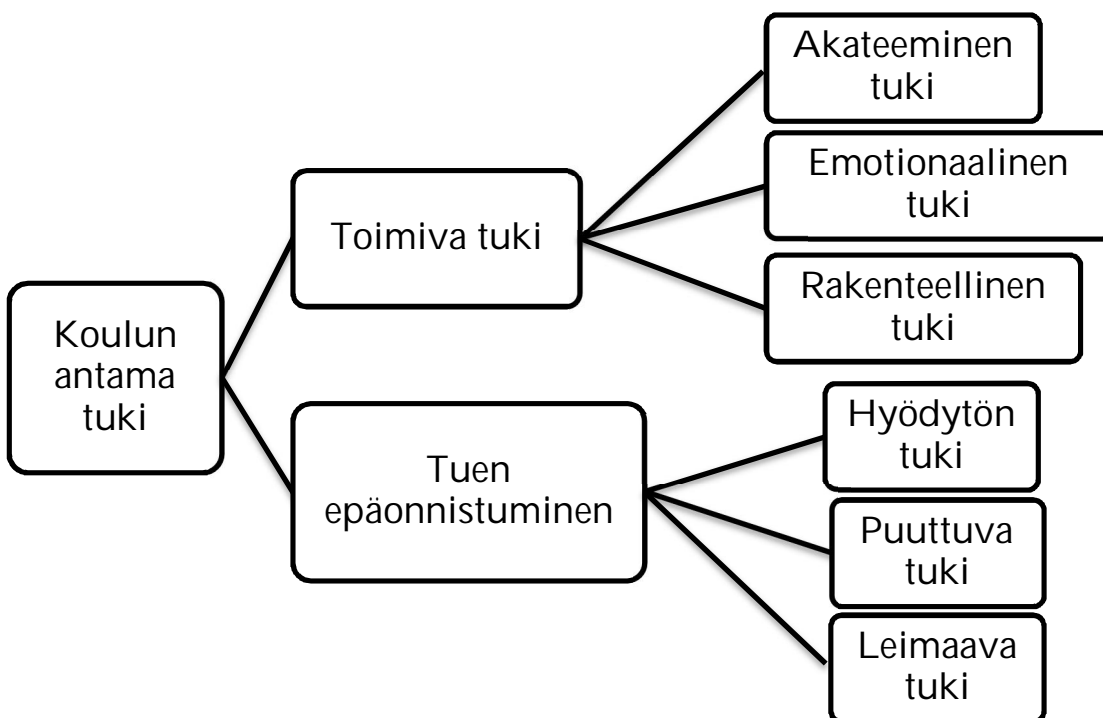 Koulun
antama
tuki
Toimiva tuki
Akateeminen
tuki
Emotionaalinen
tuki
Rakenteellinen
tuki
Tuen
epäonnistuminen
Hyödytön
tuki
Puuttuva
tuki
Leimaava
tuki